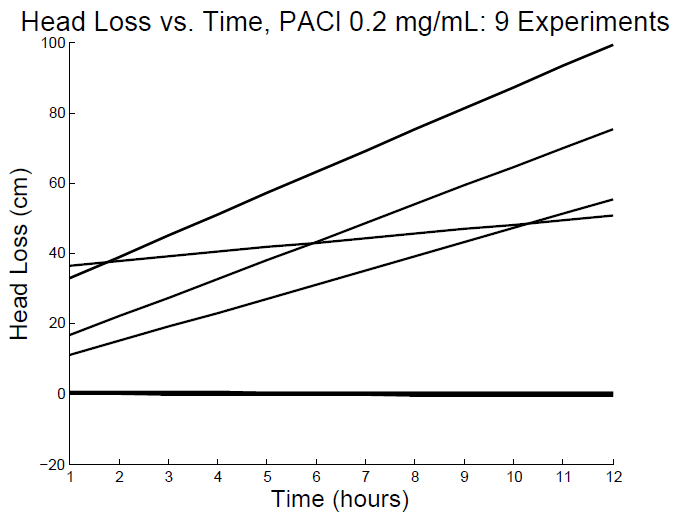 Head Loss vs. Time, PACl 0.2 mg/mL: 9 Experiments
100
80
60
40
20
0
−20
Head Loss (cm)
1 2 3 4 5 6 7 8 9 10 11 12
Time (hours)